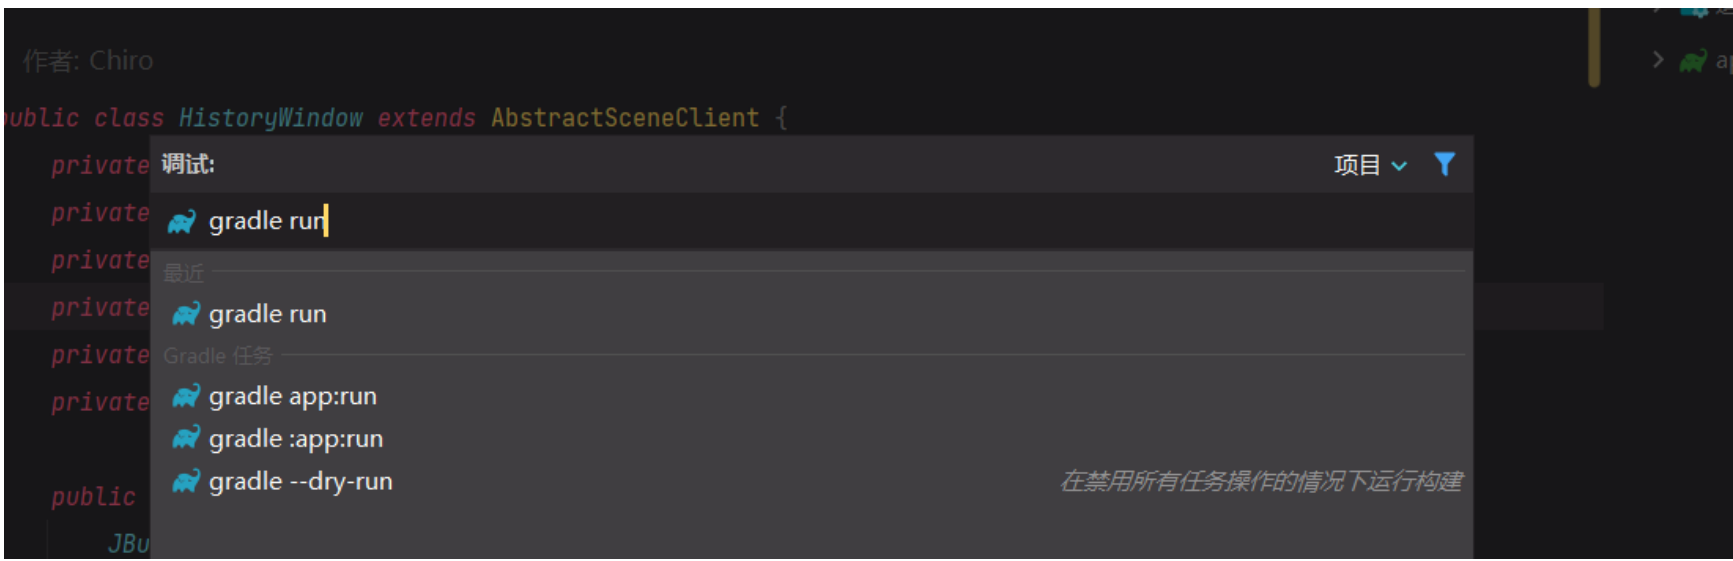 作者: Chiro
public class HistoryWindow extends AbstractSceneClient {
private
调试:
项目
private
gradle run
private
最近
private
gradle run
private
Gradle 任务
private
gradle app:run
gradle :app:run
public
gradle --dry-run
在禁用所有任务操作的情况下运行构建
JBu